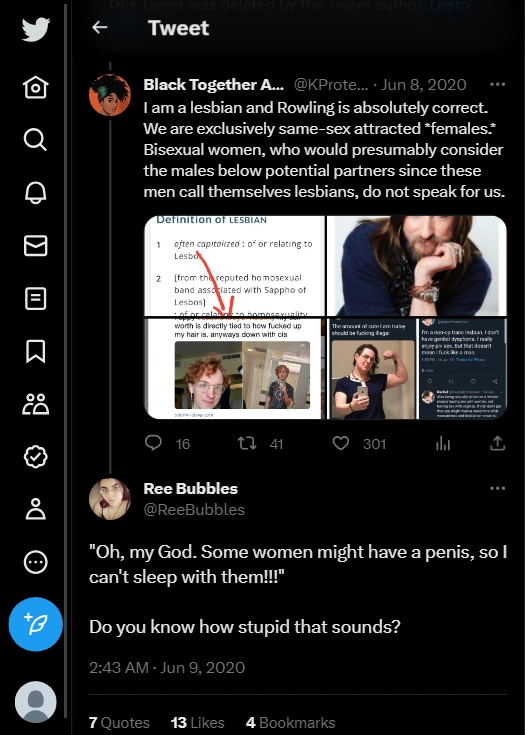 This Tweet was deleted by the Tweet author. Learn
Tweet
Black Together A... @KProte... · Jun 8, 2020
I am a lesbian and Rowling is absolutely correct.
We are exclusively same-sex attracted *females.*
Bisexual women, who would presumably consider
the males below potential partners since these
men call themselves lesbians, do not speak for us.
Definition of LESBIAN
1 often capitalized : of or relating to
Lesbos
2 [from the reputed homosexual
band associated with Sappho of
Lesbos]
: of or relating to homosexuality
worth is directly tied to how fucked up
my hair is. anyways down with cis
The amount of cute I am today
should be fucking illegal.
I'm a non-op trans lesbian. I don't
have genital dysphoria. I really
enjoy piv sex. But that doesn't
mean I fuck like a man.
16 41 301
Ree Bubbles
@ReeBubbles
"Oh, my God. Some women might have a penis, so I
can't sleep with them!!!"
Do you know how stupid that sounds?
2:43 AM · Jun 9, 2020
7 Quotes 13 Likes 4 Bookmarks